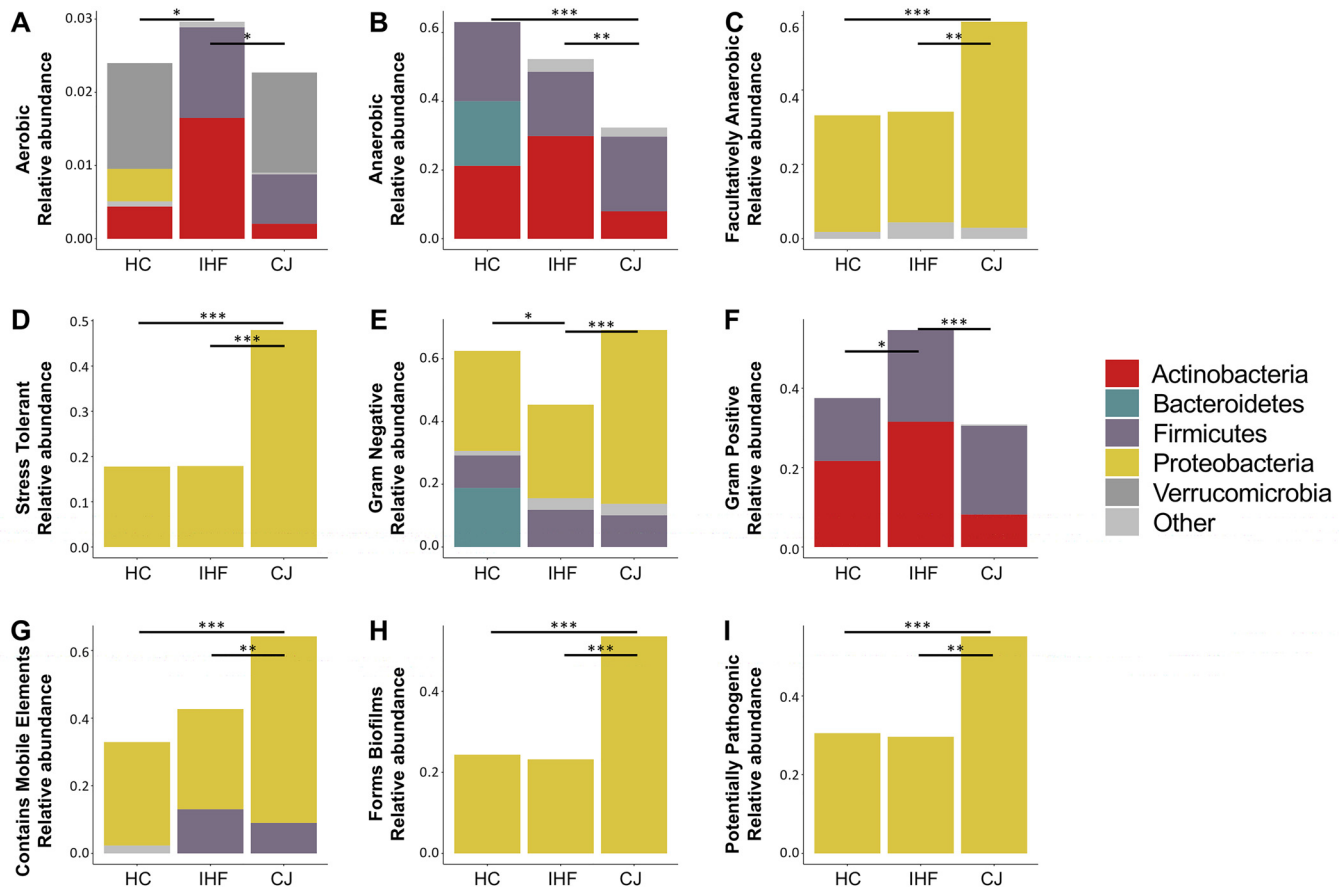 A
Aerobic
Relative abundance
0.03
0.02
0.01
0.00
*
*
HC IHF CJ
B
Anaerobic
Relative abundance
0.6
0.4
0.2
0.0
***
**
HC IHF CJ
C
Facultatively Anaerobic
Relative abundance
0.6
0.4
0.2
0.0
***
**
HC IHF CJ
D
Stress Tolerant
Relative abundance
0.5
0.4
0.3
0.2
0.1
0.0
***
***
HC IHF CJ
E
Gram Negative
Relative abundance
0.6
0.4
0.2
0.0
*
***
HC IHF CJ
F
Gram Positive
Relative abundance
0.4
0.2
0.0
*
***
HC IHF CJ
Actinobacteria
Bacteroidetes
Firmicutes
Proteobacteria
Verrucomicrobia
Other
G
Contains Mobile Elements
Relative abundance
0.6
0.4
0.2
0.0
***
**
HC IHF CJ
H
Forms Biofilms
Relative abundance
0.4
0.2
0.0
***
***
HC IHF CJ
I
Potentially Pathogenic
Relative abundance
0.4
0.2
0.0
***
**
HC IHF CJ